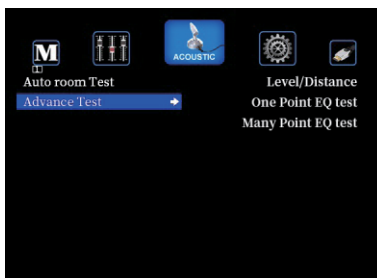 M
ACOUSTIC
Auto room Test
Level/Distance
Advance Test
One Point EQ test
Many Point EQ test